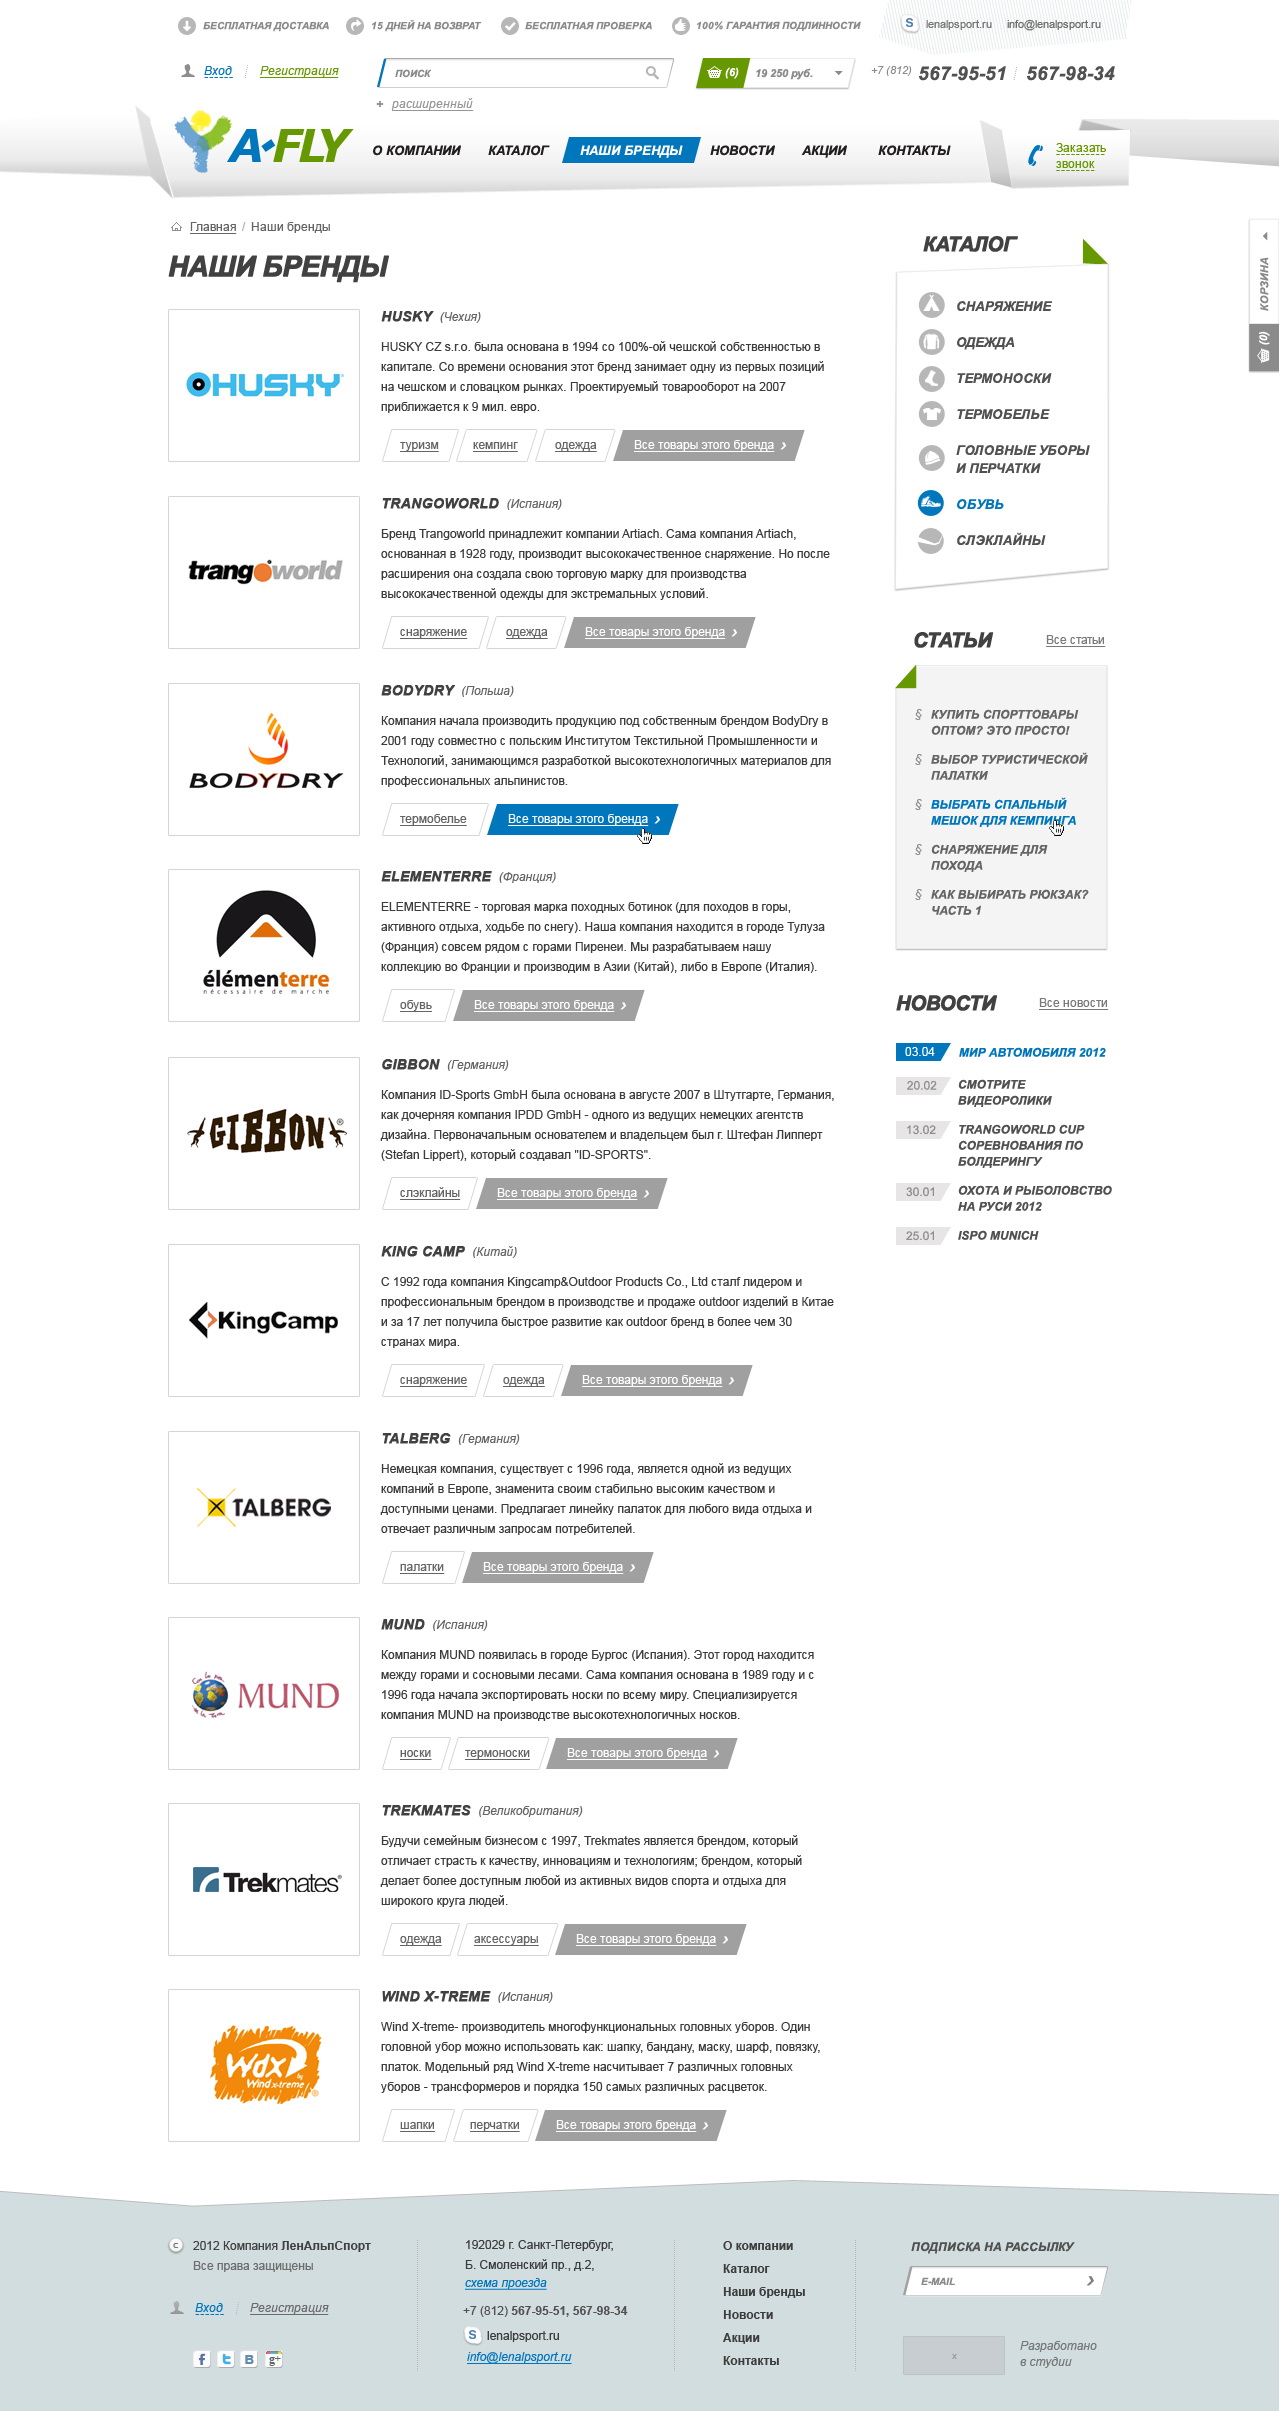 БЕСПЛАТНАЯ ДОСТАВКА 15 ДНЕЙ НА ВОЗВРАТ БЕСПЛАТНАЯ ПРОВЕРКА 100% ГАРАНТИЯ ПОДЛИННОСТИ S lenalpsport.ru info@lenalpsport.ru
Вход Регистрация ПОИСК (6) 19 250 руб. +7 (812) 567-95-51 567-98-34
+ расширенный
A-FLY О КОМПАНИИ КАТАЛОГ НАШИ БРЕНДЫ НОВОСТИ АКЦИИ КОНТАКТЫ
Заказать
звонок
Главная / Наши бренды
НАШИ БРЕНДЫ
HUSKY
HUSKY (Чехия)
HUSKY CZ s.r.o. была основана в 1994 со 100%-ой чешской собственностью в
капитале. Со времени основания этот бренд занимает одну из первых позиций
на чешском и словацком рынках. Проектируемый товарооборот на 2007
приближается к 9 мил. евро.
туризм кемпинг одежда Все товары этого бренда ›
trangoworld
TRANGOWORLD (Испания)
Бренд Trangoworld принадлежит компании Artiach. Сама компания Artiach,
основанная в 1928 году, производит высококачественное снаряжение. Но после
расширения она создала свою торговую марку для производства
высококачественной одежды для экстремальных условий.
снаряжение одежда Все товары этого бренда ›
BODYDRY
BODYDRY (Польша)
Компания начала производить продукцию под собственным брендом BodyDry в
2001 году совместно с польским Институтом Текстильной Промышленности и
Технологий, занимающимся разработкой высокотехнологичных материалов для
профессиональных альпинистов.
термобелье Все товары этого бренда ›
élémenterre
nécessaire de marche
ELEMENTERRE (Франция)
ELEMENTERRE - торговая марка походных ботинок (для походов в горы,
активного отдыха, ходьбе по снегу). Наша компания находится в городе Тулуза
(Франция) совсем рядом с горами Пиренеи. Мы разрабатываем нашу
коллекцию во Франции и производим в Азии (Китай), либо в Европе (Италия).
обувь Все товары этого бренда ›
GIBBON®
GIBBON (Германия)
Компания ID-Sports GmbH была основана в августе 2007 в Штутгарте, Германия,
как дочерняя компания IPDD GmbH - одного из ведущих немецких агентств
дизайна. Первоначальным основателем и владельцем был г. Штефан Липперт
(Stefan Lippert), который создавал "ID-SPORTS".
слэклайны Все товары этого бренда ›
KingCamp
KING CAMP (Китай)
С 1992 года компания Kingcamp&Outdoor Products Co., Ltd сталf лидером и
профессиональным брендом в производстве и продаже outdoor изделий в Китае
и за 17 лет получила быстрое развитие как outdoor бренд в более чем 30
странах мира.
снаряжение одежда Все товары этого бренда ›
TALBERG
TALBERG (Германия)
Немецкая компания, существует с 1996 года, является одной из ведущих
компаний в Европе, знаменита своим стабильно высоким качеством и
доступными ценами. Предлагает линейку палаток для любого вида отдыха и
отвечает различным запросам потребителей.
палатки Все товары этого бренда ›
MUND
MUND (Испания)
Компания MUND появилась в городе Бургос (Испания). Этот город находится
между горами и сосновыми лесами. Сама компания основана в 1989 году и с
1996 года начала экспортировать носки по всему миру. Специализируется
компания MUND на производстве высокотехнологичных носков.
носки термоноски Все товары этого бренда ›
Trekmates®
TREKMATES (Великобритания)
Будучи семейным бизнесом с 1997, Trekmates является брендом, который
отличает страсть к качеству, инновациям и технологиям; брендом, который
делает более доступным любой из активных видов спорта и отдыха для
широкого круга людей.
одежда аксессуары Все товары этого бренда ›
Wdx
by Wind x-treme ®
WIND X-TREME (Испания)
Wind X-treme- производитель многофункциональных головных уборов. Один
головной убор можно использовать как: шапку, бандану, маску, шарф, повязку,
платок. Модельный ряд Wind X-treme насчитывает 7 различных головных
уборов - трансформеров и порядка 150 самых различных расцветок.
шапки перчатки Все товары этого бренда ›
КАТАЛОГ
СНАРЯЖЕНИЕ
ОДЕЖДА
ТЕРМОНОСКИ
ТЕРМОБЕЛЬЕ
ГОЛОВНЫЕ УБОРЫ
И ПЕРЧАТКИ
ОБУВЬ
СЛЭКЛАЙНЫ
СТАТЬИ Все статьи
§ КУПИТЬ СПОРТТОВАРЫ
ОПТОМ? ЭТО ПРОСТО!
§ ВЫБОР ТУРИСТИЧЕСКОЙ
ПАЛАТКИ
§ ВЫБРАТЬ СПАЛЬНЫЙ
МЕШОК ДЛЯ КЕМПИНГА
§ СНАРЯЖЕНИЕ ДЛЯ
ПОХОДА
§ КАК ВЫБИРАТЬ РЮКЗАК?
ЧАСТЬ 1
НОВОСТИ Все новости
03.04 МИР АВТОМОБИЛЯ 2012
20.02 СМОТРИТЕ
ВИДЕОРОЛИКИ
13.02 TRANGOWORLD CUP
СОРЕВНОВАНИЯ ПО
БОЛДЕРИНГУ
30.01 ОХОТА И РЫБОЛОВСТВО
НА РУСИ 2012
25.01 ISPO MUNICH
КОРЗИНА
(0)
c 2012 Компания ЛенАльпСпорт
Все права защищены
Вход Регистрация
f t B g+
192029 г. Санкт-Петербург,
Б. Смоленский пр., д.2,
схема проезда
+7 (812) 567-95-51, 567-98-34
S lenalpsport.ru
info@lenalpsport.ru
О компании
Каталог
Наши бренды
Новости
Акции
Контакты
ПОДПИСКА НА РАССЫЛКУ
E-MAIL ›
x
Разработано
в студии